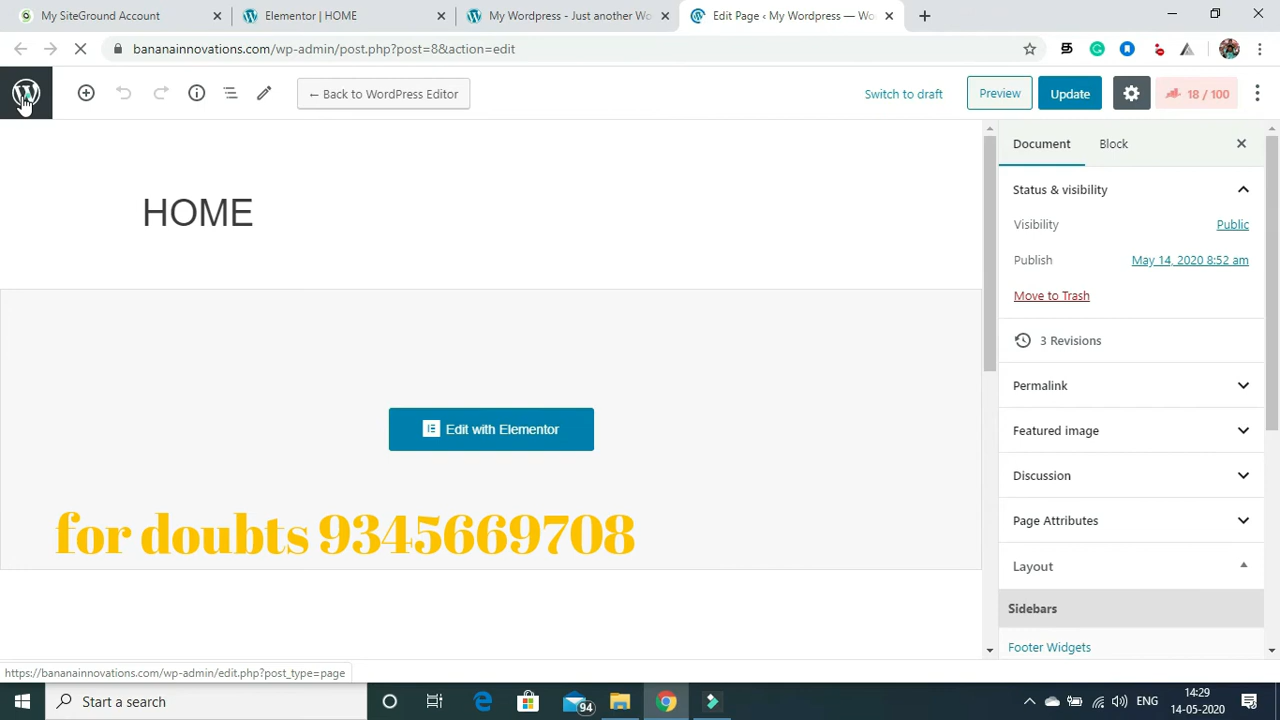 My SiteGround Account
Elementor | HOME
My Wordpress - Just another Wo
Edit Page ‹ My Wordpress — Wo
bananainnovations.com/wp-admin/post.php?post=8&action=edit
← Back to WordPress Editor
Switch to draft
Preview
Update
18 / 100
Document
Block
HOME
Status & visibility
Visibility
Public
Publish
May 14, 2020 8:52 am
Move to Trash
3 Revisions
Permalink
Edit with Elementor
Featured image
Discussion
for doubts 9345669708
Page Attributes
Layout
Sidebars
Footer Widgets
https://bananainnovations.com/wp-admin/edit.php?post_type=page
Start a search
94
ENG
14:29
14-05-2020